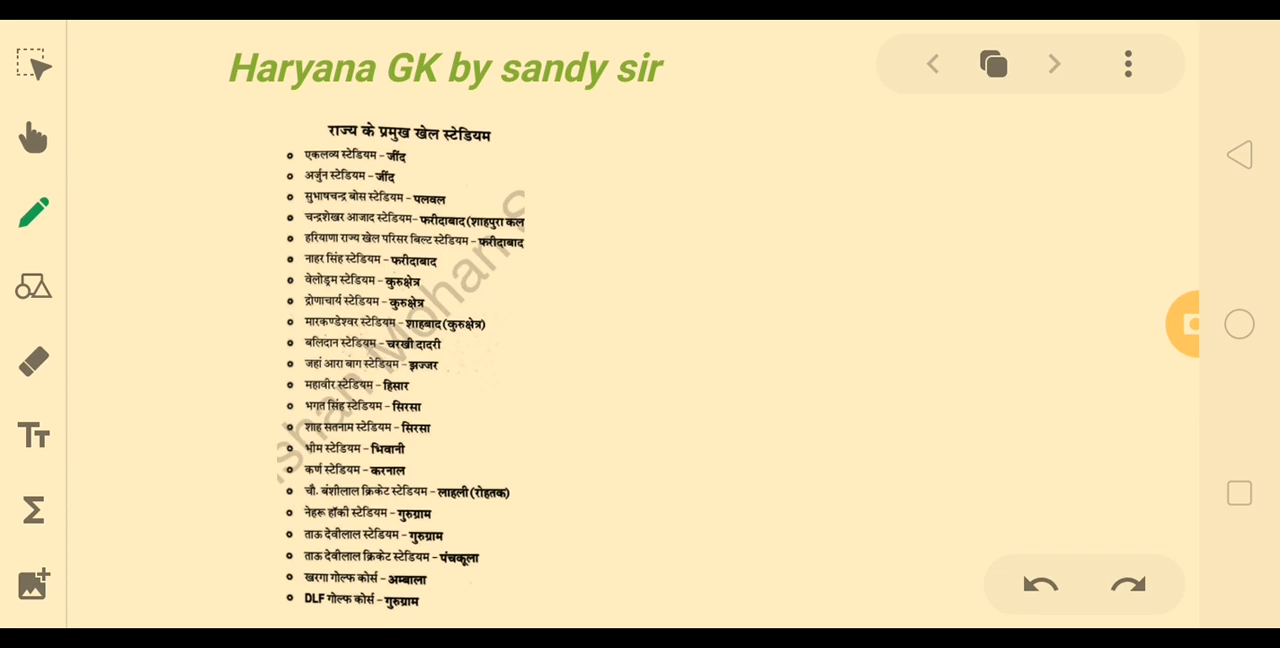 Haryana GK by sandy sir
राज्य के प्रमुख खेल स्टेडियम
एकलव्य स्टेडियम – जींद
अर्जुन स्टेडियम – जींद
सुभाषचन्द्र बोस स्टेडियम – पलवल
चन्द्रशेखर आजाद स्टेडियम– फरीदाबाद (शाहपुरा कल
हरियाणा राज्य खेल परिसर बिल्ट स्टेडियम – फरीदाबाद
नाहर सिंह स्टेडियम – फरीदाबाद
वेलोड्रम स्टेडियम – कुरुक्षेत्र
द्रोणाचार्य स्टेडियम – कुरुक्षेत्र
मारकण्डेश्वर स्टेडियम – शाहबाद (कुरुक्षेत्र)
बलिदान स्टेडियम – चरखी दादरी
जहां आरा बाग स्टेडियम – झज्जर
महावीर स्टेडियम – हिसार
भगत सिंह स्टेडियम – सिरसा
शाह सतनाम स्टेडियम – सिरसा
भीम स्टेडियम – भिवानी
कर्ण स्टेडियम – करनाल
चौ. बंशीलाल क्रिकेट स्टेडियम – लाहली (रोहतक)
नेहरू हॉकी स्टेडियम – गुरुग्राम
ताऊ देवीलाल स्टेडियम – गुरुग्राम
ताऊ देवीलाल क्रिकेट स्टेडियम – पंचकूला
खरगा गोल्फ कोर्स – अम्बाला
DLF गोल्फ कोर्स – गुरुग्राम
Mohan
TT
Σ